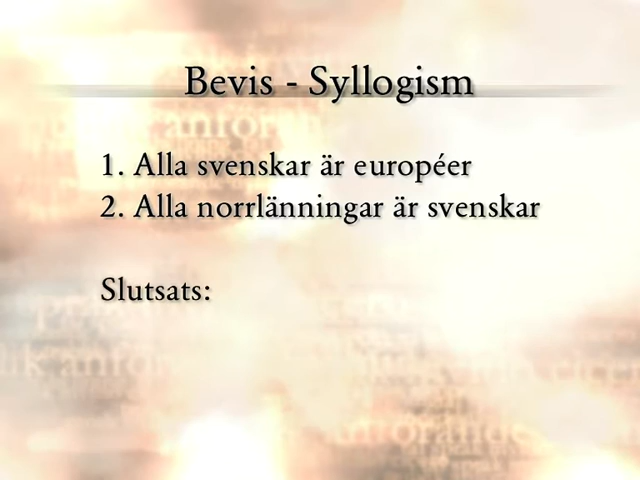 Bevis - Syllogism
1. Alla svenskar är européer
2. Alla norrlänningar är svenskar
Slutsats: